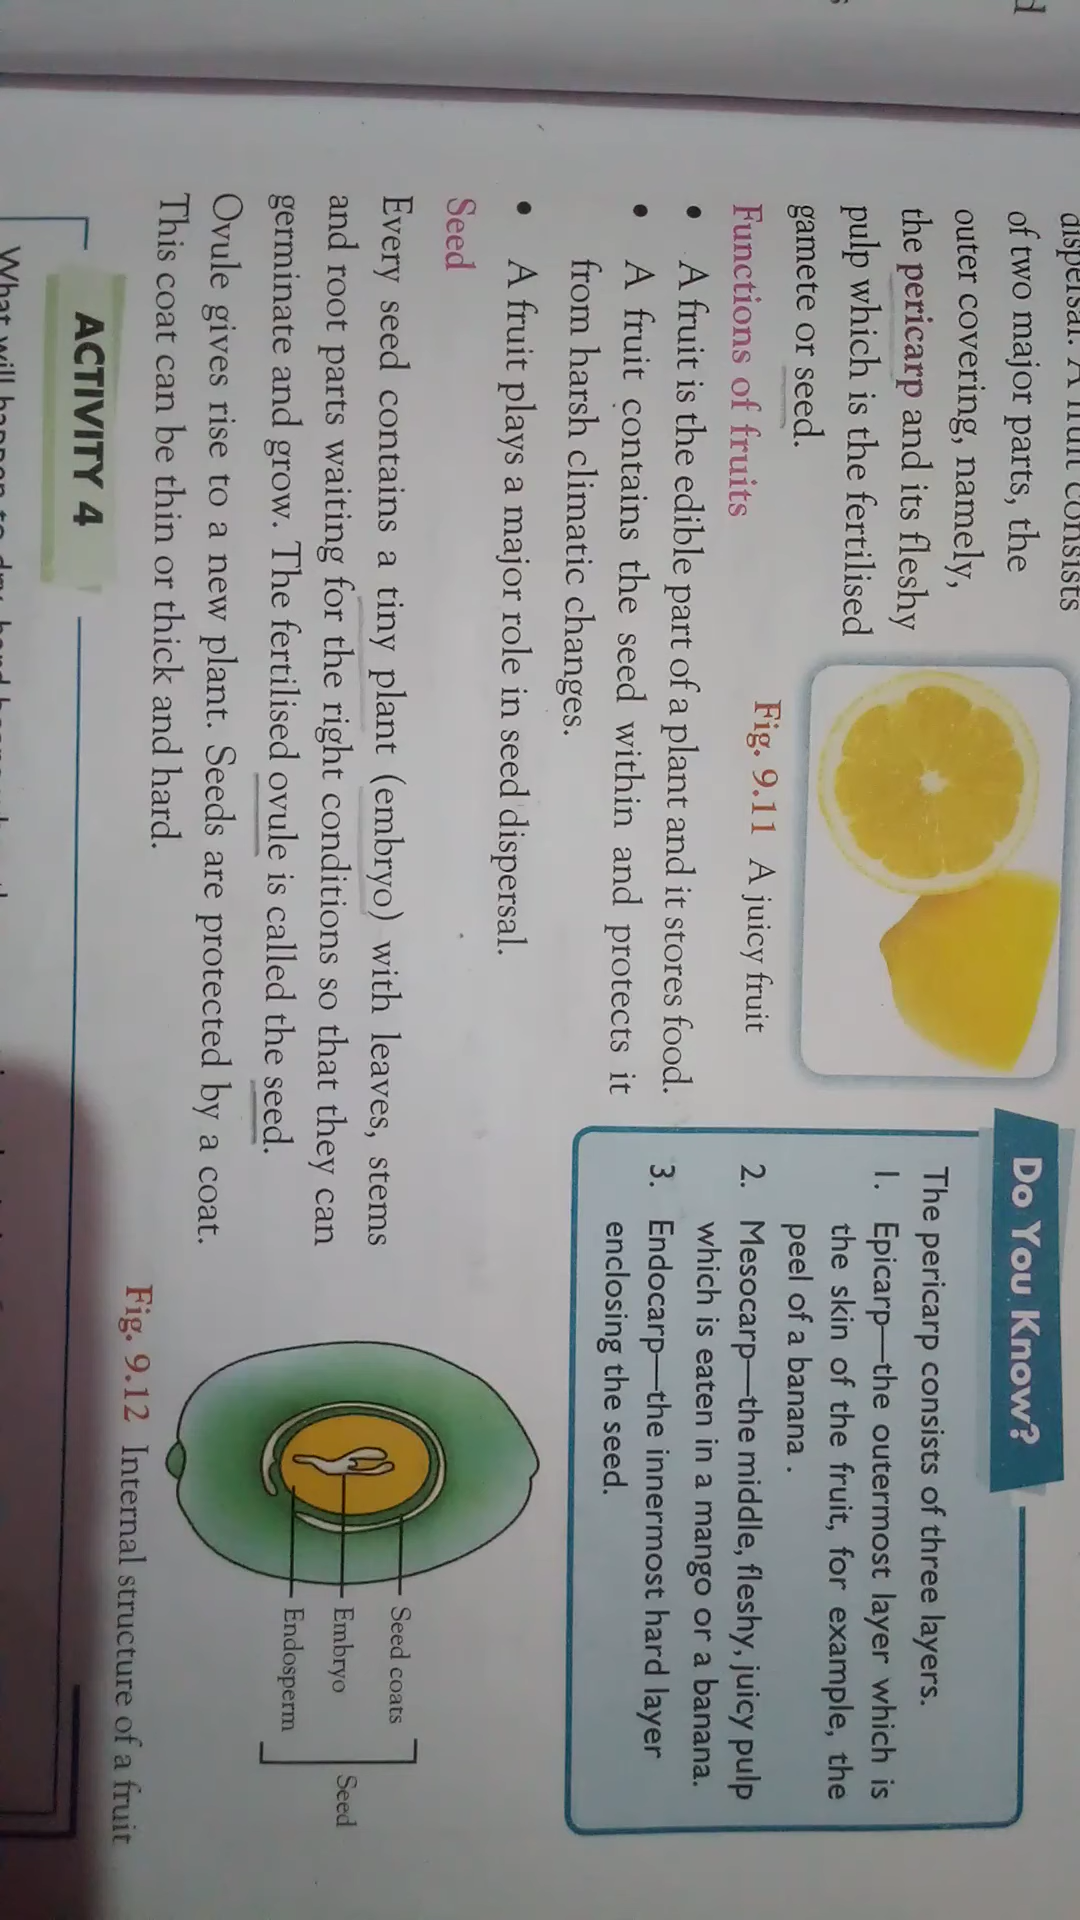 of two major parts, the
outer covering, namely,
the pericarp and its fleshy
pulp which is the fertilised
gamete or seed.
Fig. 9.11 A juicy fruit
Functions of fruits
• A fruit is the edible part of a plant and it stores food.
• A fruit contains the seed within and protects it
from harsh climatic changes.
• A fruit plays a major role in seed dispersal.
Do You Know?
The pericarp consists of three layers.
1. Epicarp—the outermost layer which is
the skin of the fruit, for example, the
peel of a banana .
2. Mesocarp—the middle, fleshy, juicy pulp
which is eaten in a mango or a banana.
3. Endocarp—the innermost hard layer
enclosing the seed.
Seed
Every seed contains a tiny plant (embryo) with leaves, stems
and root parts waiting for the right conditions so that they can
germinate and grow. The fertilised ovule is called the seed.
Ovule gives rise to a new plant. Seeds are protected by a coat.
This coat can be thin or thick and hard.
Seed coats
Embryo
Endosperm
Seed
Fig. 9.12 Internal structure of a fruit
ACTIVITY 4